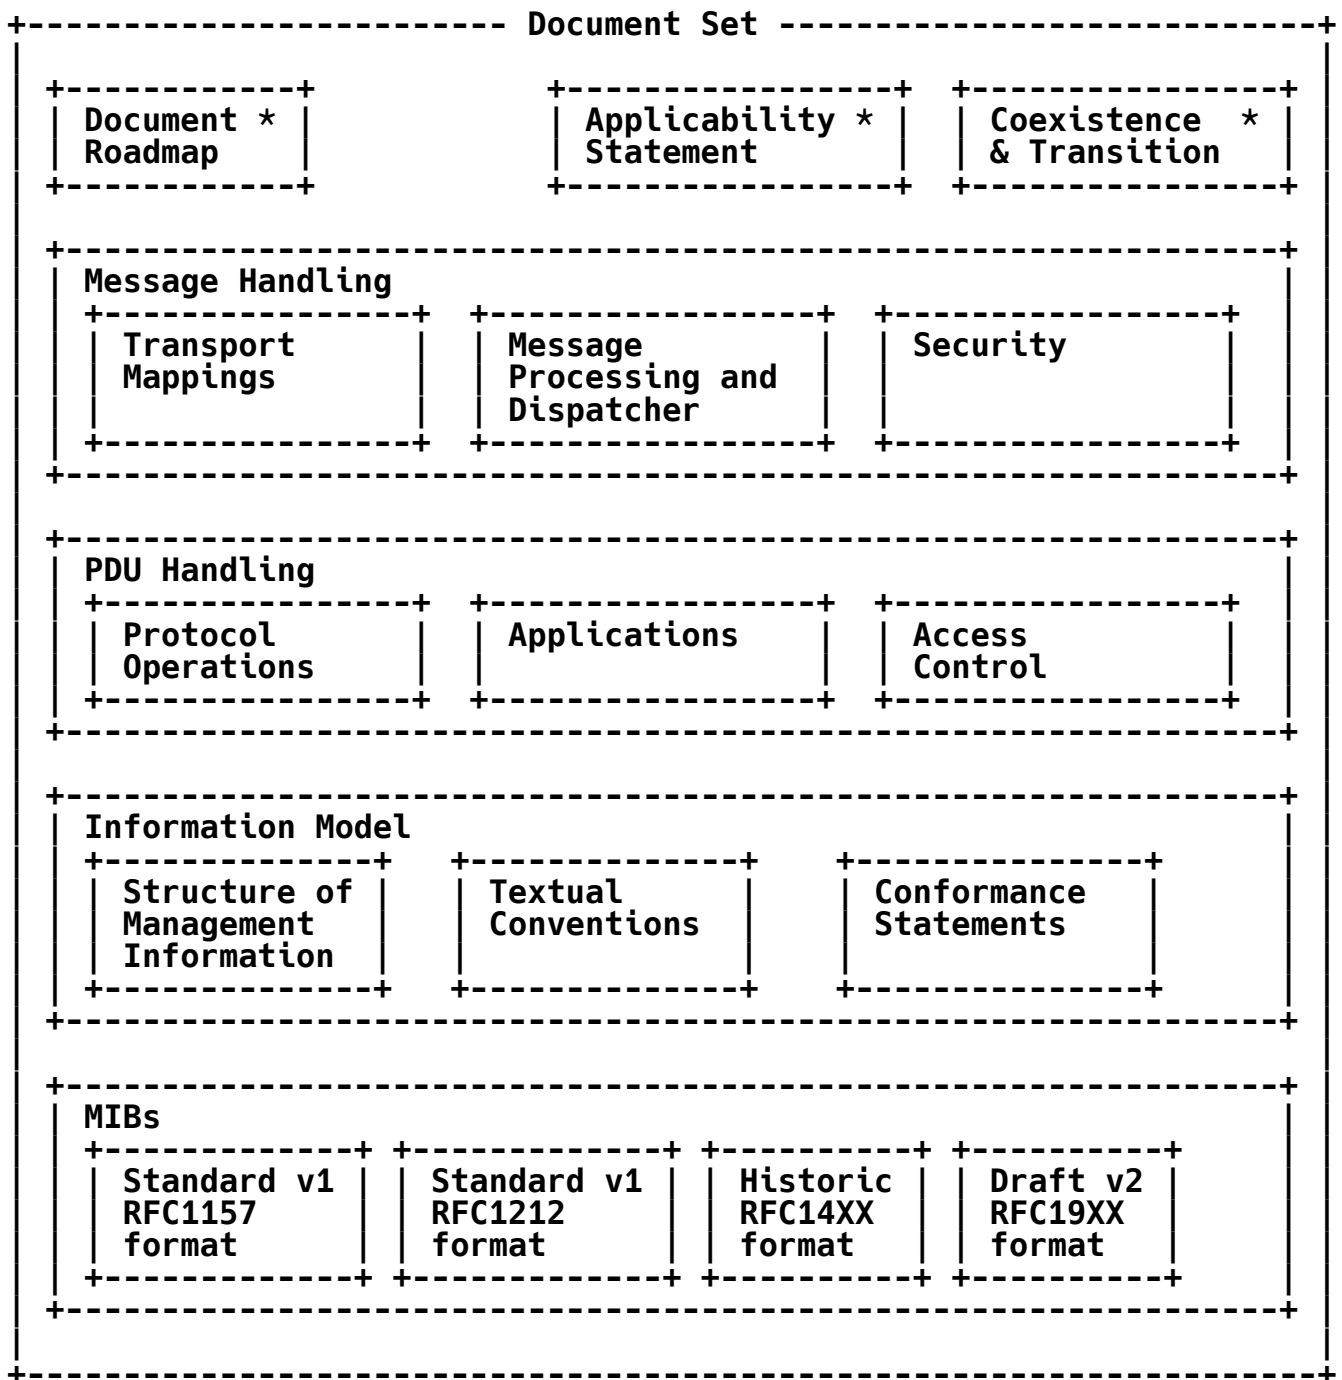 Document Set
Document * Applicability * Coexistence *
Roadmap Statement & Transition
Message Handling
Transport Message Security
Mappings Processing and
Dispatcher
PDU Handling
Protocol Applications Access
Operations Control
Information Model
Structure of Textual Conformance
Management Conventions Statements
Information
MIBs
Standard v1 Standard v1 Historic Draft v2
RFC1157 RFC1212 RFC14XX RFC19XX
format format format format